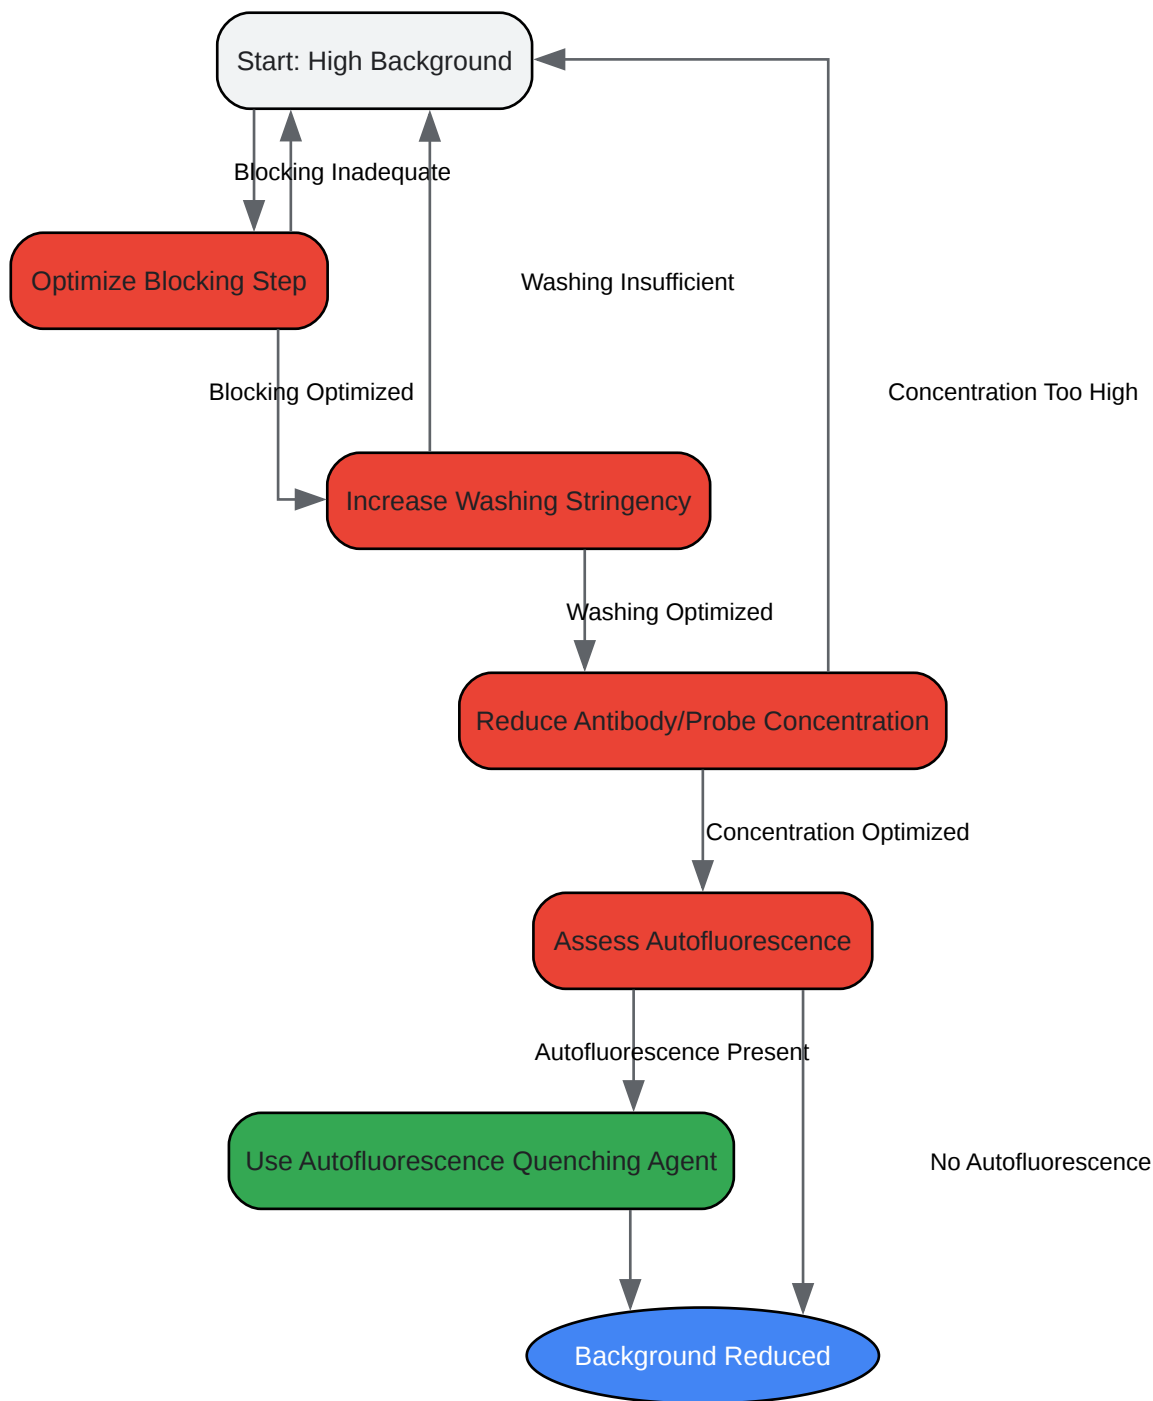 Start: High Background
Blocking Inadequate
Optimize Blocking Step
Washing Insufficient
Blocking Optimized
Concentration Too High
Increase Washing Stringency
Washing Optimized
Reduce Antibody/Probe Concentration
Concentration Optimized
Assess Autofluorescence
Autofluorescence Present
Use Autofluorescence Quenching Agent
No Autofluorescence
Background Reduced